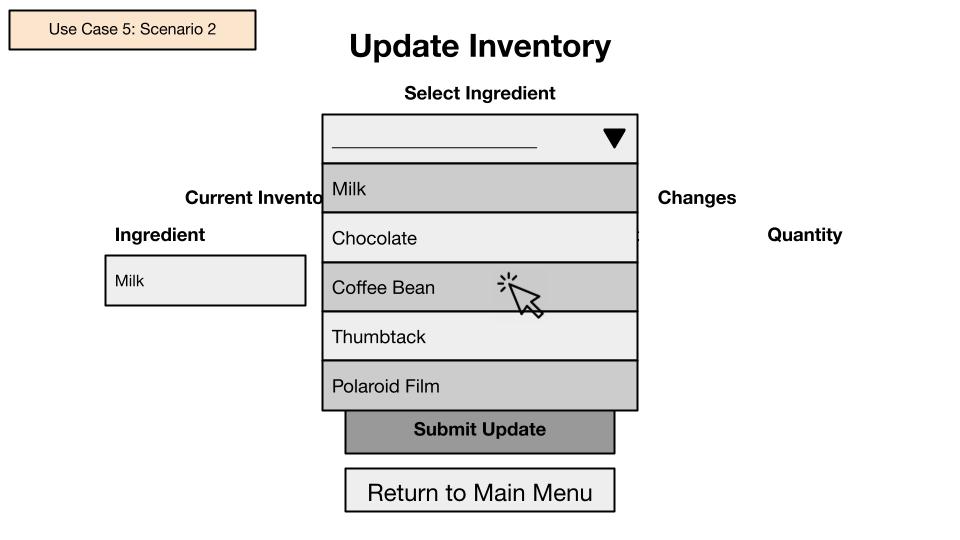 Use Case 5: Scenario 2
Update Inventory
Select Ingredient
Milk
Current Invento
Changes
Chocolate
Ingredient
Quantity
Milk
Coffee Bean
Thumbtack
Polaroid Film
Submit Update
Return to Main Menu